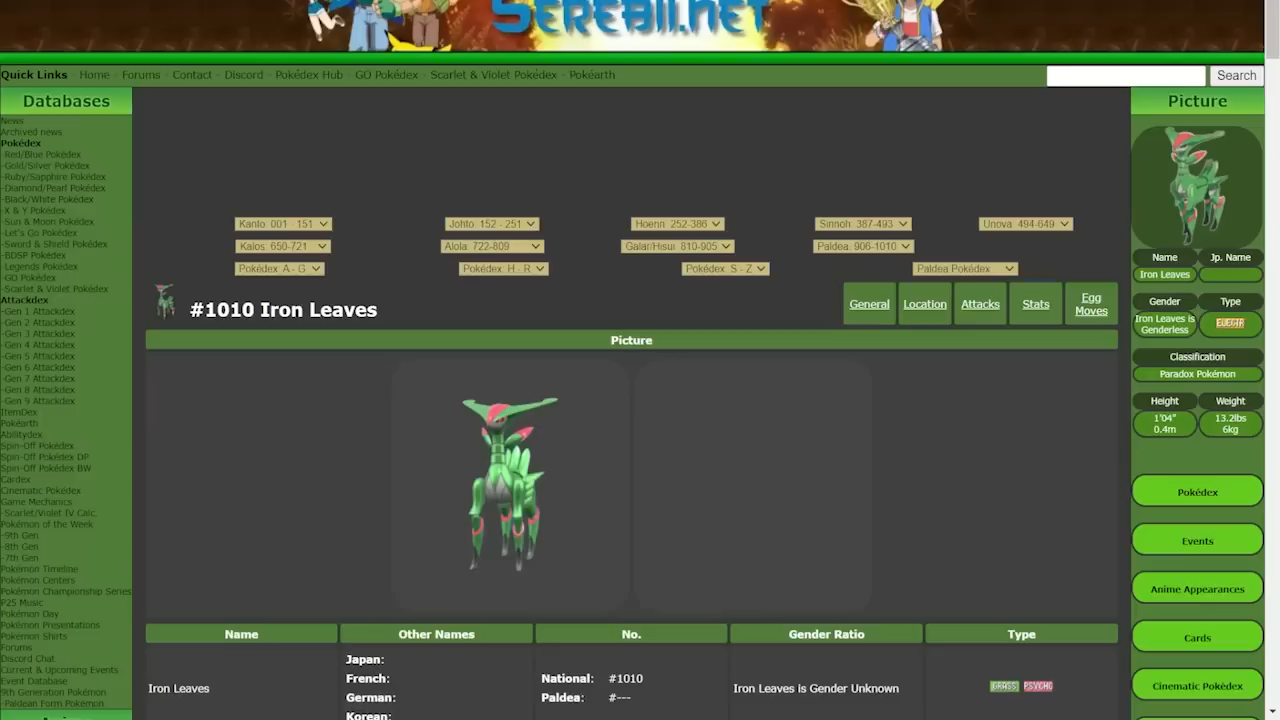 SEREBII.NET
Quick Links · Home · Forums · Contact · Discord · Pokédex Hub · GO Pokédex · Scarlet & Violet Pokédex · Pokéarth
Search
Databases
News
Archived news
Pokédex
-Red/Blue Pokédex
-Gold/Silver Pokédex
-Ruby/Sapphire Pokédex
-Diamond/Pearl Pokédex
-Black/White Pokédex
-X & Y Pokédex
-Sun & Moon Pokédex
-Let's Go Pokédex
-Sword & Shield Pokédex
-BDSP Pokédex
-Legends Pokédex
-GO Pokédex
-Scarlet & Violet Pokédex
Attackdex
-Gen 1 Attackdex
-Gen 2 Attackdex
-Gen 3 Attackdex
-Gen 4 Attackdex
-Gen 5 Attackdex
-Gen 6 Attackdex
-Gen 7 Attackdex
-Gen 8 Attackdex
-Gen 9 Attackdex
ItemDex
Pokéarth
Abilitydex
Spin-Off Pokédex
Spin-Off Pokédex DP
Spin-Off Pokédex BW
Cardex
Cinematic Pokédex
Game Mechanics
-Scarlet/Violet IV Calc.
Pokémon of the Week
-9th Gen
-8th Gen
-7th Gen
Pokémon Timeline
Pokémon Centers
Pokémon Championship Series
P25 Music
Pokémon Day
Pokémon Presentations
Pokémon Shirts
Forums
Discord Chat
Current & Upcoming Events
Event Database
9th Generation Pokémon
-Paldean Form Pokémon
Kanto: 001 - 151
Johto: 152 - 251
Hoenn: 252-386
Sinnoh: 387-493
Unova: 494-649
Kalos: 650-721
Alola: 722-809
Galar/Hisui: 810-905
Paldea: 906-1010
Pokédex: A - G
Pokédex: H - R
Pokédex: S - Z
Paldea Pokédex
#1010 Iron Leaves
General
Location
Attacks
Stats
Egg
Moves
Picture
Name
Other Names
No.
Gender Ratio
Type
Iron Leaves
Japan:
French:
German:
Korean:
National: #1010
Paldea: #---
Iron Leaves is Gender Unknown
GRASS PSYCHC
Picture
Name
Jp. Name
Iron Leaves
Gender
Type
Iron Leaves is
Genderless
ELECTR
Classification
Paradox Pokémon
Height
Weight
1'04"
0.4m
13.2lbs
6kg
Pokédex
Events
Anime Appearances
Cards
Cinematic Pokédex